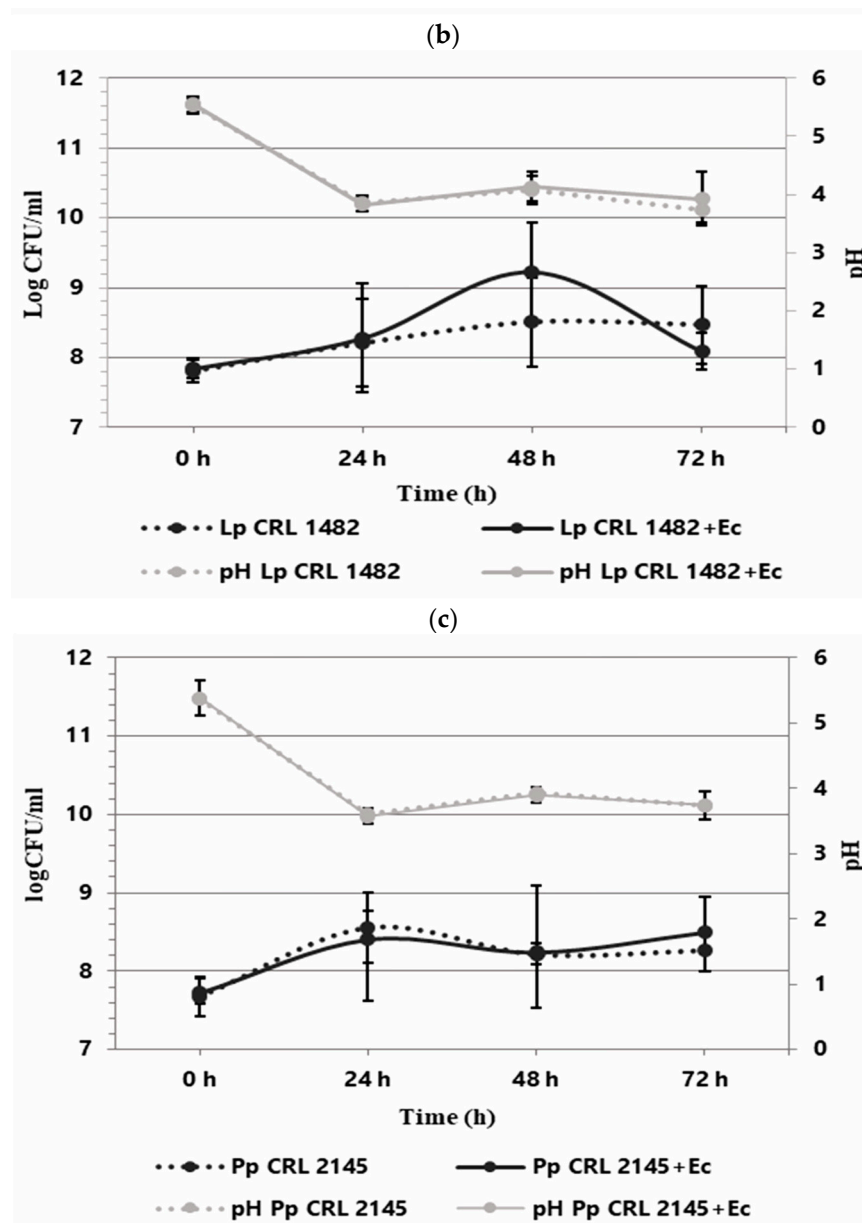 (b)
12
11
10
9
8
7
Log CFU/ml
6
5
4
3
2
1
0
pH
0 h 24 h 48 h 72 h
Time (h)
Lp CRL 1482 Lp CRL 1482+Ec
pH Lp CRL 1482 pH Lp CRL 1482+Ec
(c)
12
11
10
9
8
7
logCFU/ml
6
5
4
3
2
1
0
pH
0 h 24 h 48 h 72 h
Time (h)
Pp CRL 2145 Pp CRL 2145+Ec
pH Pp CRL 2145 pH Pp CRL 2145+Ec